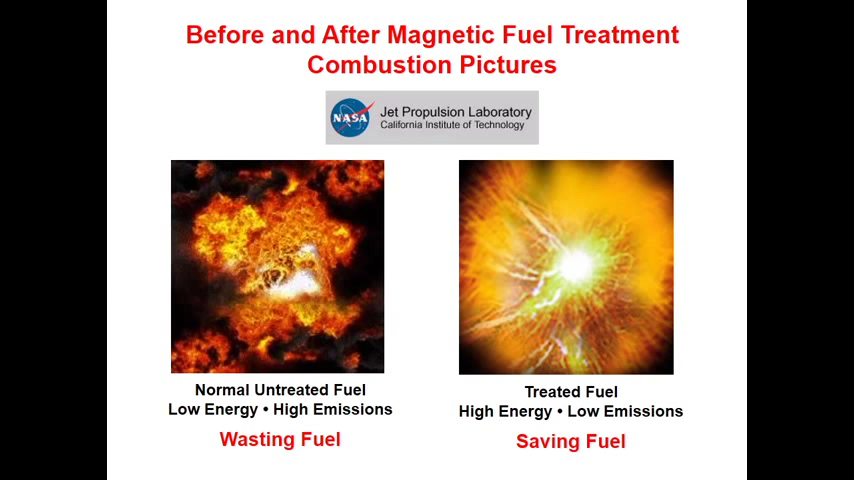 Before and After Magnetic Fuel Treatment
Combustion Pictures
NASA
Jet Propulsion Laboratory
California Institute of Technology
Normal Untreated Fuel
Low Energy • High Emissions
Wasting Fuel
Treated Fuel
High Energy • Low Emissions
Saving Fuel